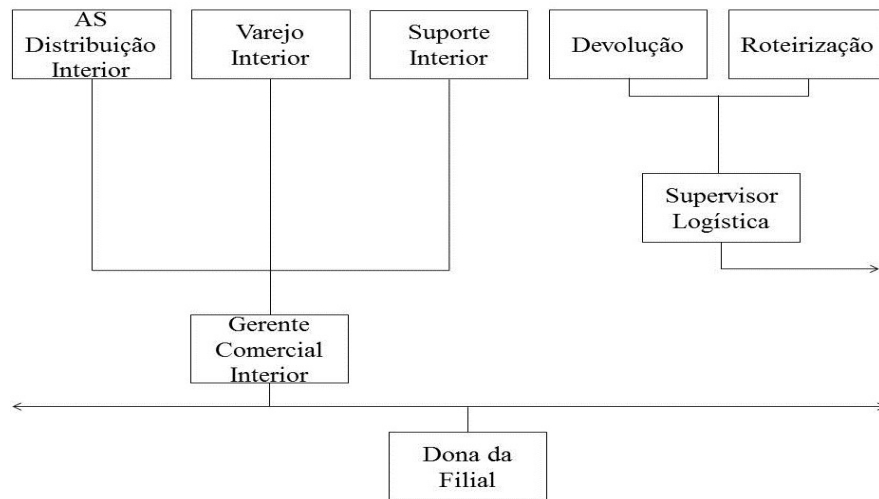 AS
Distribuição
Interior
Varejo
Interior
Suporte
Interior
Devolução
Roteirização
Supervisor
Logística
Gerente
Comercial
Interior
Dona da
Filial